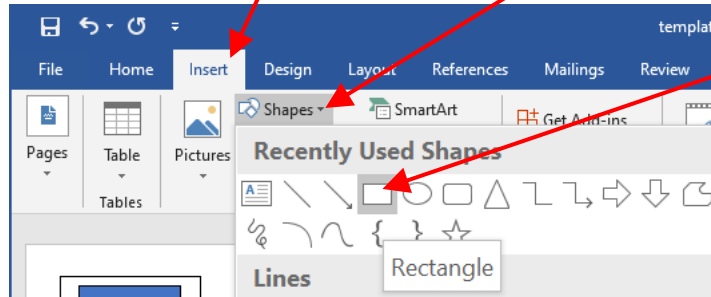 templat
File Home Insert Design Layout References Mailings Review
Shapes SmartArt Get Add-ins
Pages Table Pictures
Recently Used Shapes
Tables
Rectangle
Lines